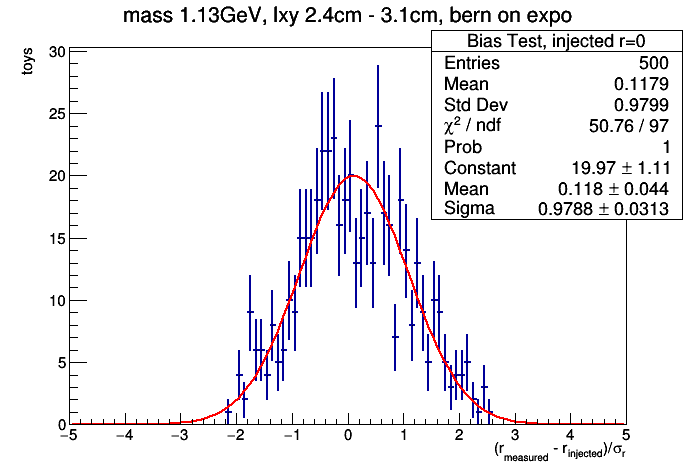 mass 1.13GeV, lxy 2.4cm - 3.1cm, bern on expo
Bias Test, injected r=0
Entries 500
Mean 0.1179
Std Dev 0.9799
χ² / ndf 50.76 / 97
Prob 1
Constant 19.97 ± 1.11
Mean 0.118 ± 0.044
Sigma 0.9788 ± 0.0313
toys
30
25
20
15
10
5
0
−5 −4 −3 −2 −1 0 1 2 3 4 5
(r_measured - r_injected)/σ_r